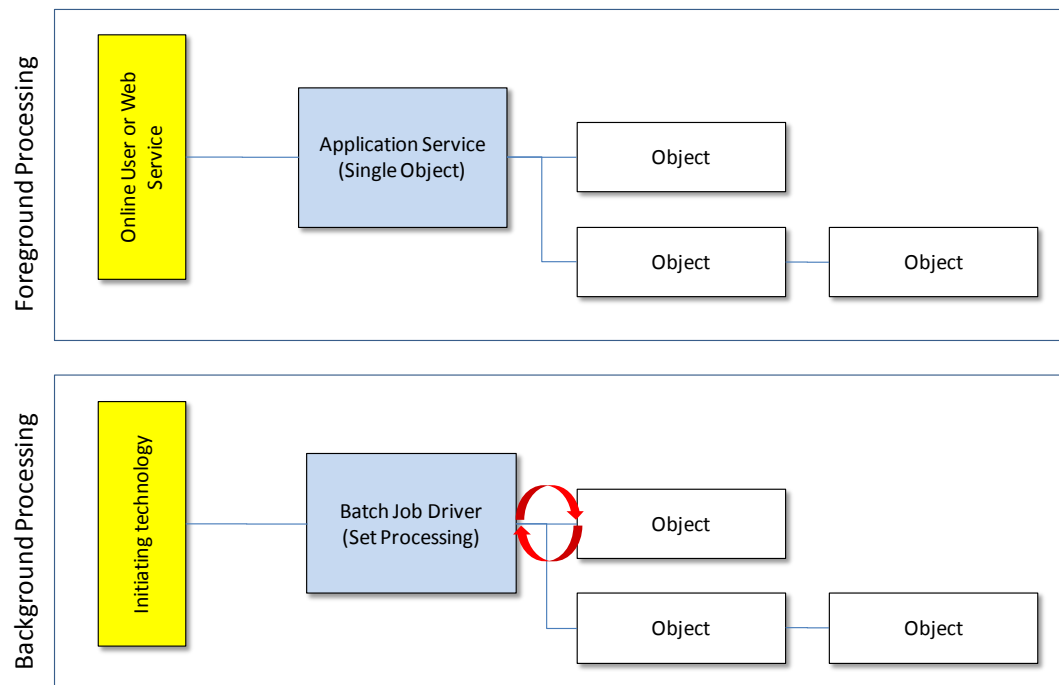 Foreground Processing
Online User or Web
Service
Application Service
(Single Object)
Object
Object
Object
Background Processing
Initiating technology
Batch Job Driver
(Set Processing)
Object
Object
Object